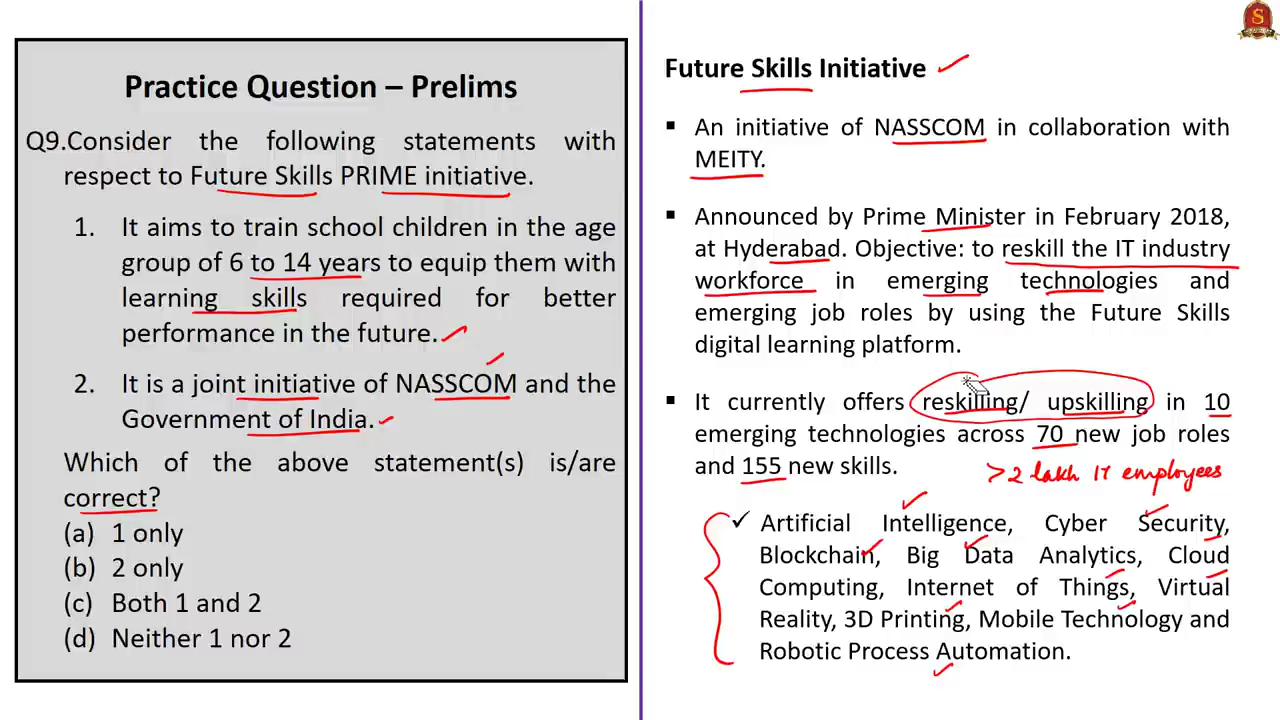 Practice Question – Prelims
Q9.Consider the following statements with
respect to Future Skills PRIME initiative.
1. It aims to train school children in the age
group of 6 to 14 years to equip them with
learning skills required for better
performance in the future.
2. It is a joint initiative of NASSCOM and the
Government of India.
Which of the above statement(s) is/are
correct?
(a) 1 only
(b) 2 only
(c) Both 1 and 2
(d) Neither 1 nor 2
Future Skills Initiative
▪ An initiative of NASSCOM in collaboration with
MEITY.
▪ Announced by Prime Minister in February 2018,
at Hyderabad. Objective: to reskill the IT industry
workforce in emerging technologies and
emerging job roles by using the Future Skills
digital learning platform.
▪ It currently offers reskilling/ upskilling in 10
emerging technologies across 70 new job roles
and 155 new skills.
>2 lakh IT employees
✓ Artificial Intelligence, Cyber Security,
Blockchain, Big Data Analytics, Cloud
Computing, Internet of Things, Virtual
Reality, 3D Printing, Mobile Technology and
Robotic Process Automation.